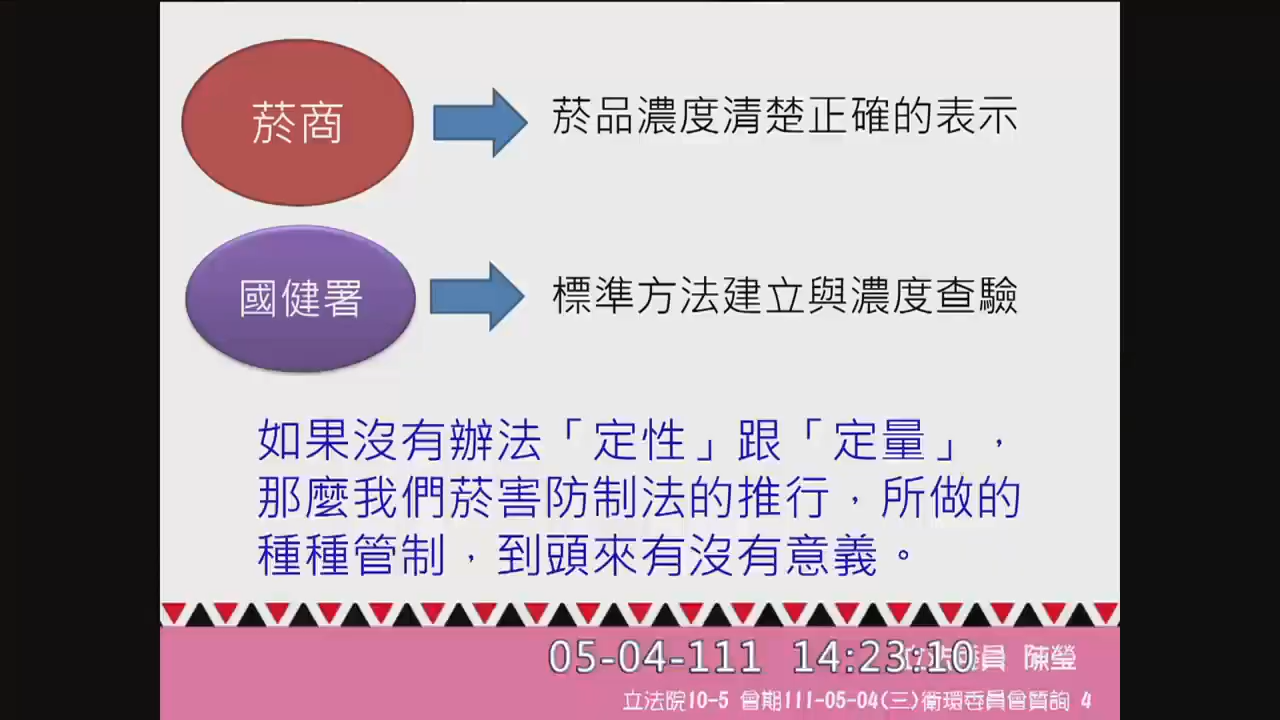 菸商
菸品濃度清楚正確的表示
國健署
標準方法建立與濃度查驗
如果沒有辦法「定性」跟「定量」，
那麼我們菸害防制法的推行，所做的
種種管制，到頭來有沒有意義。
05-04-111 14:23:10
立法委員 陳瑩
立法院10-5 會期111-05-04(三)衛環委員會質詢 4